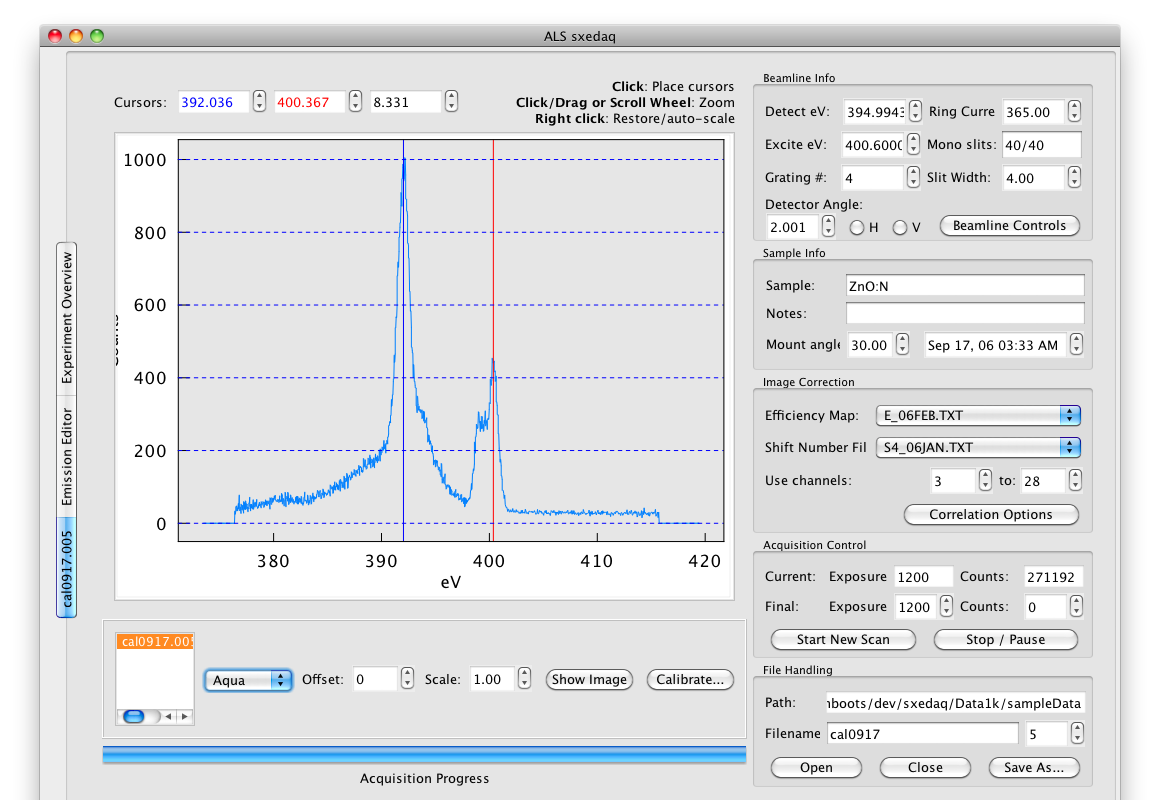 ALS sxedaq
Cursors: 392.036 400.367 8.331
Click: Place cursors
Click/Drag or Scroll Wheel: Zoom
Right click: Restore/auto-scale
1000
800
600
400
200
0
380 390 400 410 420
eV
Experiment Overview
Emission Editor
cal0917.005
cal0917.005
Aqua Offset: 0 Scale: 1.00 Show Image Calibrate...
Acquisition Progress
Beamline Info
Detect eV: 394.9943 Ring Curre 365.00
Excite eV: 400.6000 Mono slits: 40/40
Grating #: 4 Slit Width: 4.00
Detector Angle:
2.001 H V Beamline Controls
Sample Info
Sample: ZnO:N
Notes:
Mount angle 30.00 Sep 17, 06 03:33 AM
Image Correction
Efficiency Map: E_06FEB.TXT
Shift Number Fil S4_06JAN.TXT
Use channels: 3 to: 28
Correlation Options
Acquisition Control
Current: Exposure 1200 Counts: 271192
Final: Exposure 1200 Counts: 0
Start New Scan Stop / Pause
File Handling
Path: nboots/dev/sxedaq/Data1k/sampleData
Filename cal0917 5
Open Close Save As...